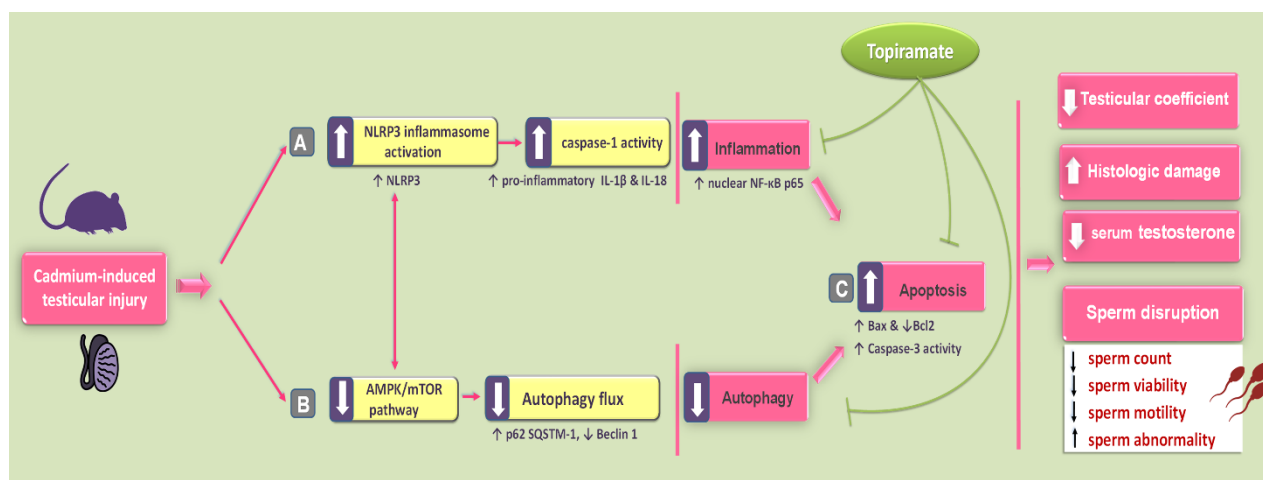 Topiramate
A
NLRP3 inflammasome
activation
↑ NLRP3
caspase-1 activity
↑ pro-inflammatory IL-1β & IL-18
Inflammation
↑ nuclear NF-κB p65
Cadmium-induced
testicular injury
B
AMPK/mTOR
pathway
Autophagy flux
↑ p62 SQSTM-1, ↓ Beclin 1
Autophagy
C
Apoptosis
↑ Bax & ↓Bcl2
↑ Caspase-3 activity
Testicular coefficient
Histologic damage
serum testosterone
Sperm disruption
↓ sperm count
↓ sperm viability
↓ sperm motility
↑ sperm abnormality